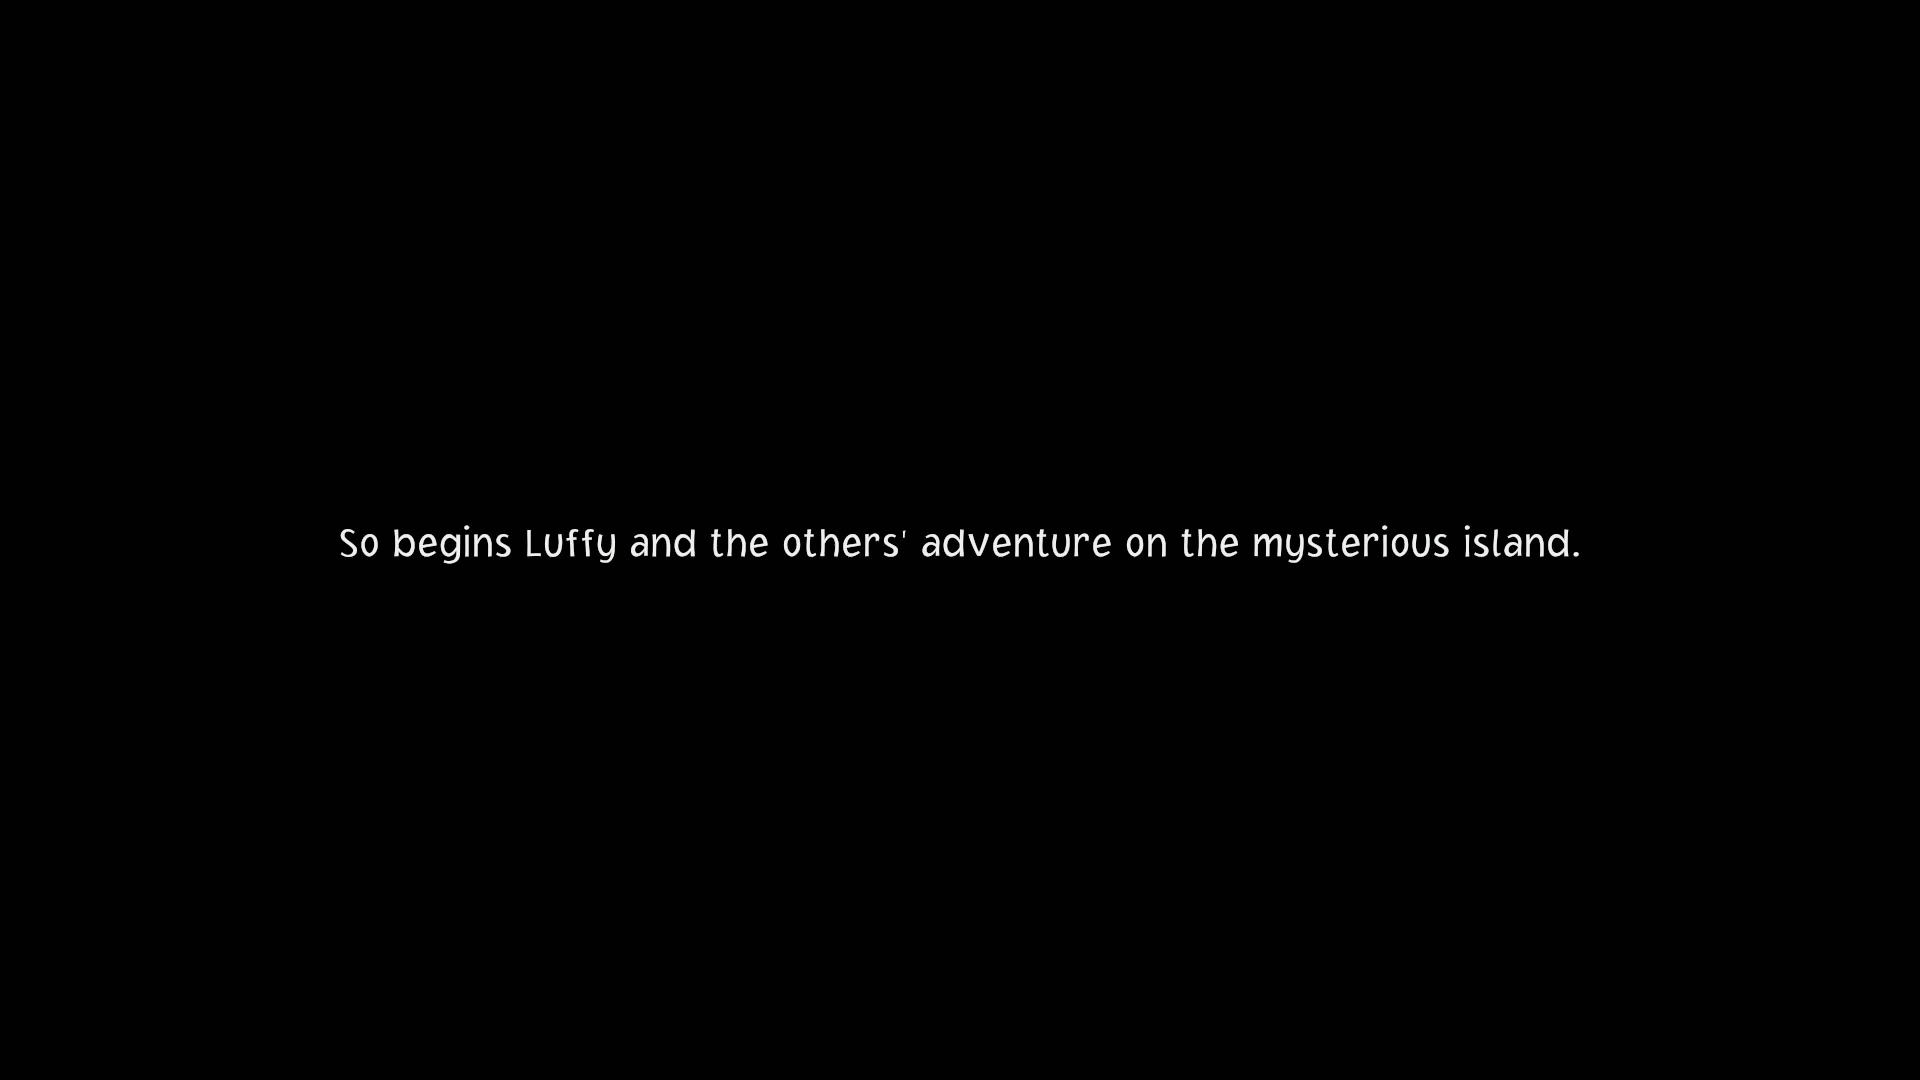 So begins Luffy and the others' adventure on the mysterious island.